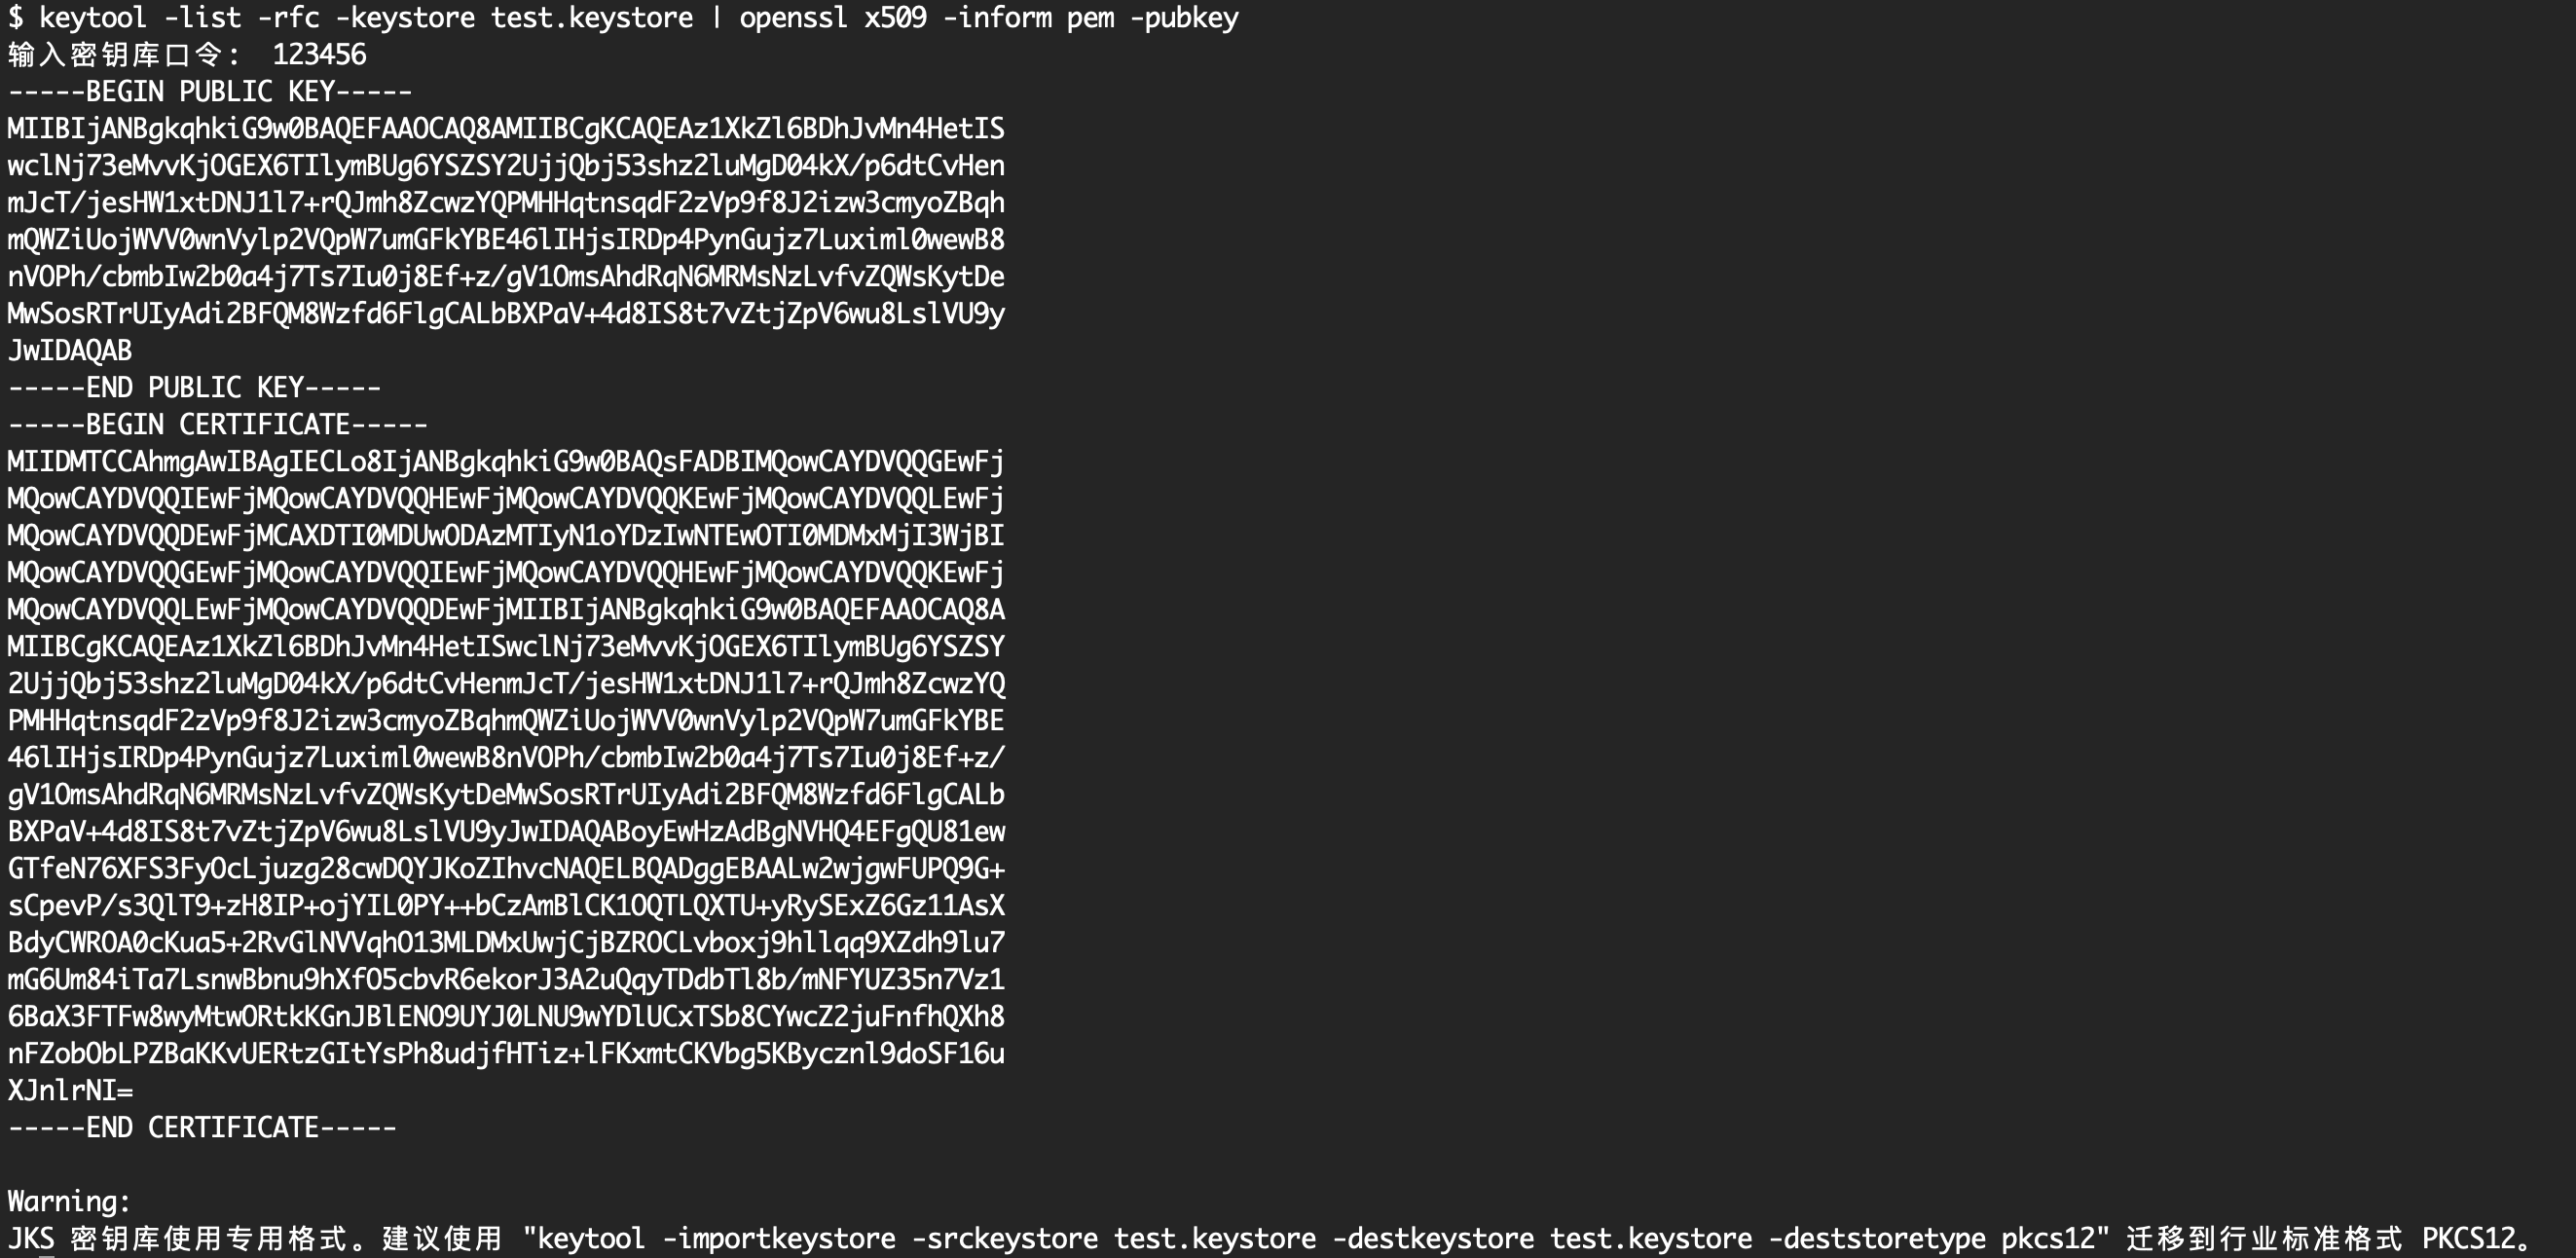 $ keytool -list -rfc -keystore test.keystore | openssl x509 -inform pem -pubkey
输入密钥库口令:  123456
-----BEGIN PUBLIC KEY-----
MIIBIjANBgkqhkiG9w0BAQEFAAOCAQ8AMIIBCgKCAQEAz1XkZl6BDhJvMn4HetIS
wclNj73eMvvKjOGEX6TIlymBUg6YSZSY2UjjQbj53shz2luMgD04kX/p6dtCvHen
mJcT/jesHW1xtDNJ1l7+rQJmh8ZcwzYQPMHHqtnsqdF2zVp9f8J2izw3cmyoZBqh
mQWZiUojWVV0wnVylp2VQpW7umGFkYBE46lIHjsIRDp4PynGujz7Luximl0wewB8
nVOPh/cbmbIw2b0a4j7Ts7Iu0j8Ef+z/gV1OmsAhdRqN6MRMsNzLvfvZQWsKytDe
MwSosRTrUIyAdi2BFQM8Wzfd6FlgCALbBXPaV+4d8IS8t7vZtjZpV6wu8LslVU9y
JwIDAQAB
-----END PUBLIC KEY-----
-----BEGIN CERTIFICATE-----
MIIDMTCCAhmgAwIBAgIECLo8IjANBgkqhkiG9w0BAQsFADBIMQowCAYDVQQGEwFj
MQowCAYDVQQIEwFjMQowCAYDVQQHEwFjMQowCAYDVQQKEwFjMQowCAYDVQQLEwFj
MQowCAYDVQQDEwFjMCAXDTI0MDUwODAzMTIyN1oYDzIwNTEwOTI0MDMxMjI3WjBI
MQowCAYDVQQGEwFjMQowCAYDVQQIEwFjMQowCAYDVQQHEwFjMQowCAYDVQQKEwFj
MQowCAYDVQQLEwFjMQowCAYDVQQDEwFjMIIBIjANBgkqhkiG9w0BAQEFAAOCAQ8A
MIIBCgKCAQEAz1XkZl6BDhJvMn4HetISwclNj73eMvvKjOGEX6TIlymBUg6YSZSY
2UjjQbj53shz2luMgD04kX/p6dtCvHenmJcT/jesHW1xtDNJ1l7+rQJmh8ZcwzYQ
PMHHqtnsqdF2zVp9f8J2izw3cmyoZBqhmQWZiUojWVV0wnVylp2VQpW7umGFkYBE
46lIHjsIRDp4PynGujz7Luximl0wewB8nVOPh/cbmbIw2b0a4j7Ts7Iu0j8Ef+z/
gV1OmsAhdRqN6MRMsNzLvfvZQWsKytDeMwSosRTrUIyAdi2BFQM8Wzfd6FlgCALb
BXPaV+4d8IS8t7vZtjZpV6wu8LslVU9yJwIDAQABoyEwHzAdBgNVHQ4EFgQU81ew
GTfeN76XFS3FyOcLjuzg28cwDQYJKoZIhvcNAQELBQADggEBAALw2wjgwFUPQ9G+
sCpevP/s3QlT9+zH8IP+ojYIL0PY++bCzAmBlCK1OQTLQXTU+yRySExZ6Gz11AsX
BdyCWROA0cKua5+2RvGlNVVqhO13MLDMxUwjCjBZROCLvboxj9hllqq9XZdh9lu7
mG6Um84iTa7LsnwBbnu9hXfO5cbvR6ekorJ3A2uQqyTDdbTl8b/mNFYUZ35n7Vz1
6BaX3FTFw8wyMtwORtkKGnJBlENO9UYJ0LNU9wYDlUCxTSb8CYwcZ2juFnfhQXh8
nFZobObLPZBaKKvUERtzGItYsPh8udjfHTiz+lFKxmtCKVbg5KBycznl9doSF16u
XJnlrNI=
-----END CERTIFICATE-----
Warning:
JKS 密钥库使用专用格式。建议使用 "keytool -importkeystore -srckeystore test.keystore -destkeystore test.keystore -deststoretype pkcs12" 迁移到行业标准格式 PKCS12。